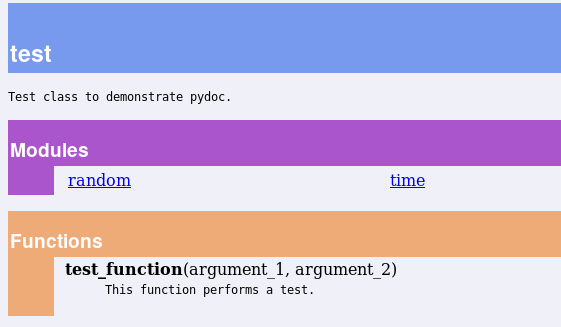 test
Test class to demonstrate pydoc.
Modules
random time
Functions
test_function(argument_1, argument_2)
This function performs a test.